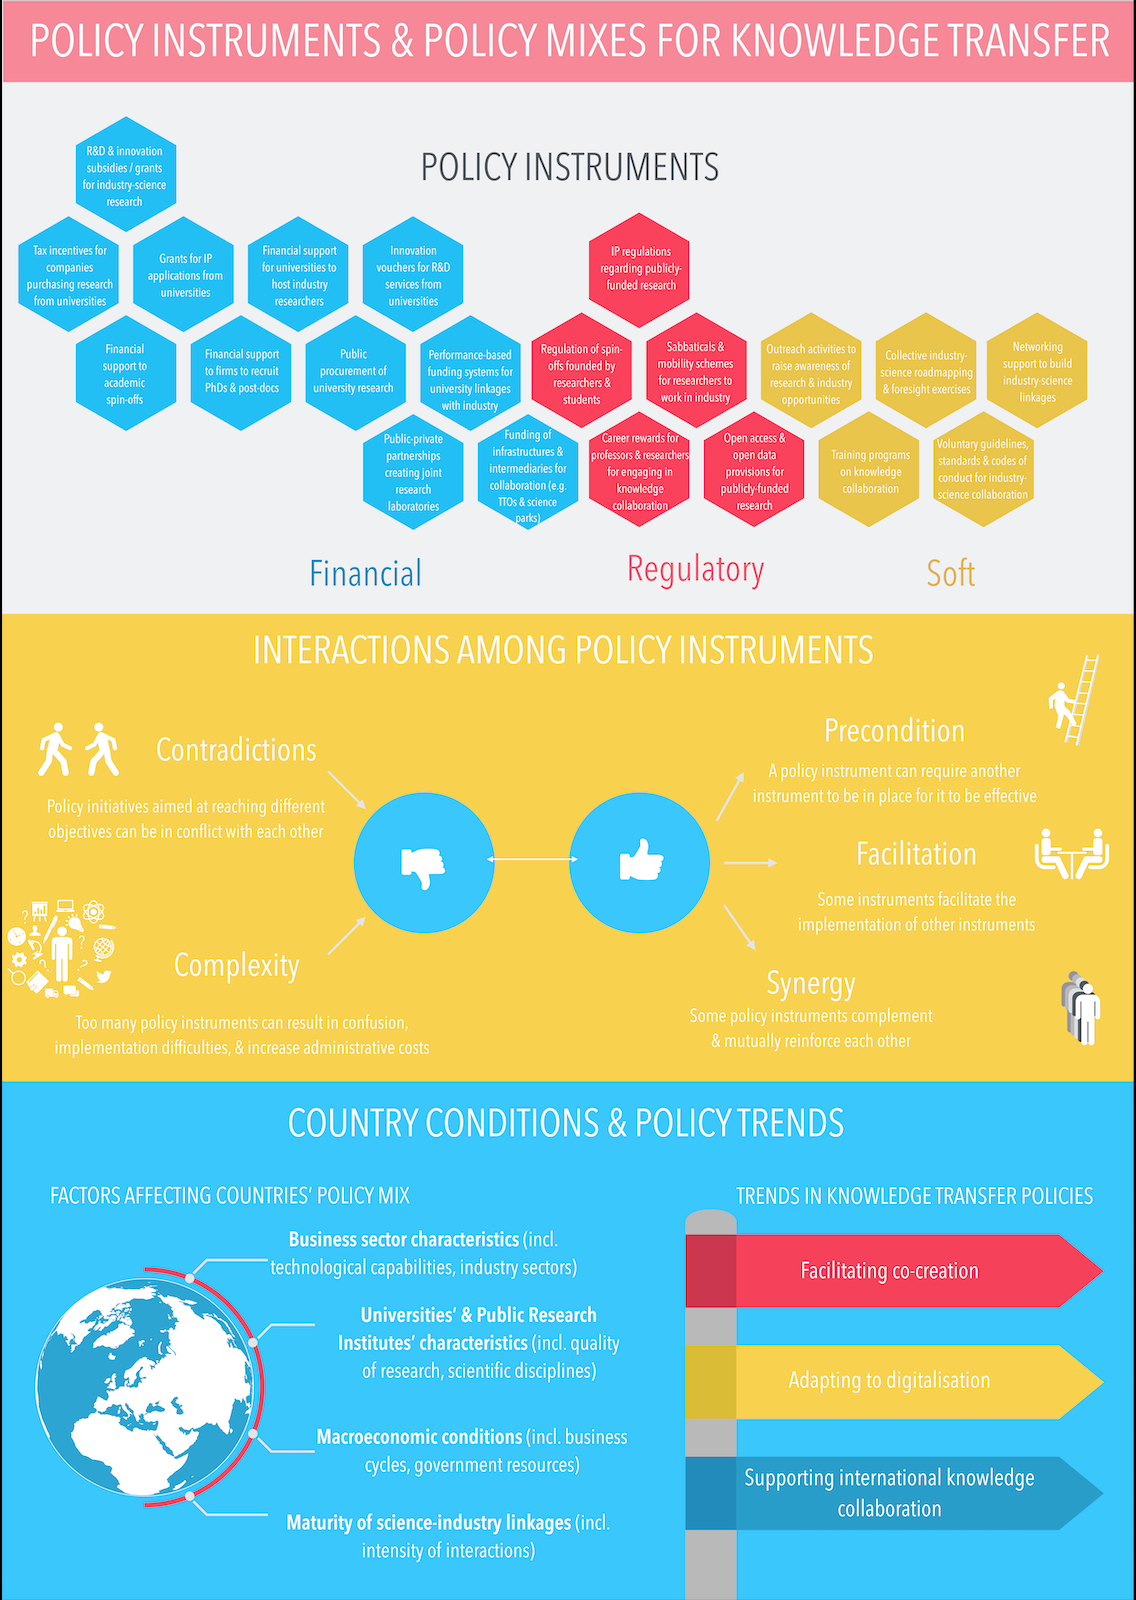 POLICY INSTRUMENTS & POLICY MIXES FOR KNOWLEDGE TRANSFER
POLICY INSTRUMENTS
R&D & innovation
subsidies / grants
for industry-science
research
Tax incentives for
companies
purchasing research
from universities
Grants for IP
applications from
universities
Financial support
for universities to
host industry
researchers
Innovation
vouchers for R&D
services from
universities
Financial
support to
academic
spin-offs
Financial support
to firms to recruit
PhDs & post-docs
Public
procurement of
university research
Performance-based
funding systems for
university linkages
with industry
Public-private
partnerships
creating joint
research
laboratories
Funding of
infrastructures &
intermediaries for
collaboration (e.g.
TTOs & science
parks)
IP regulations
regarding publicly-
funded research
Regulation of spin-
offs founded by
researchers &
students
Sabbaticals &
mobility schemes
for researchers to
work in industry
Career rewards for
professors & researchers
for engaging in
knowledge
collaboration
Open access &
open data
provisions for
publicly-funded
research
Outreach activities to
raise awareness of
research & industry
opportunities
Collective industry-
science roadmapping
& foresight exercises
Networking
support to build
industry-science
linkages
Training programs
on knowledge
collaboration
Voluntary guidelines,
standards & codes of
conduct for industry-
science collaboration
Financial
Regulatory
Soft
INTERACTIONS AMONG POLICY INSTRUMENTS
Contradictions
Policy initiatives aimed at reaching different
objectives can be in conflict with each other
Complexity
Too many policy instruments can result in confusion,
implementation difficulties, & increase administrative costs
Precondition
A policy instrument can require another
instrument to be in place for it to be effective
Facilitation
Some instruments facilitate the
implementation of other instruments
Synergy
Some policy instruments complement
& mutually reinforce each other
COUNTRY CONDITIONS & POLICY TRENDS
FACTORS AFFECTING COUNTRIES' POLICY MIX
Business sector characteristics (incl.
technological capabilities, industry sectors)
Universities' & Public Research
Institutes' characteristics (incl. quality
of research, scientific disciplines)
Macroeconomic conditions (incl. business
cycles, government resources)
Maturity of science-industry linkages (incl.
intensity of interactions)
TRENDS IN KNOWLEDGE TRANSFER POLICIES
Facilitating co-creation
Adapting to digitalisation
Supporting international knowledge
collaboration